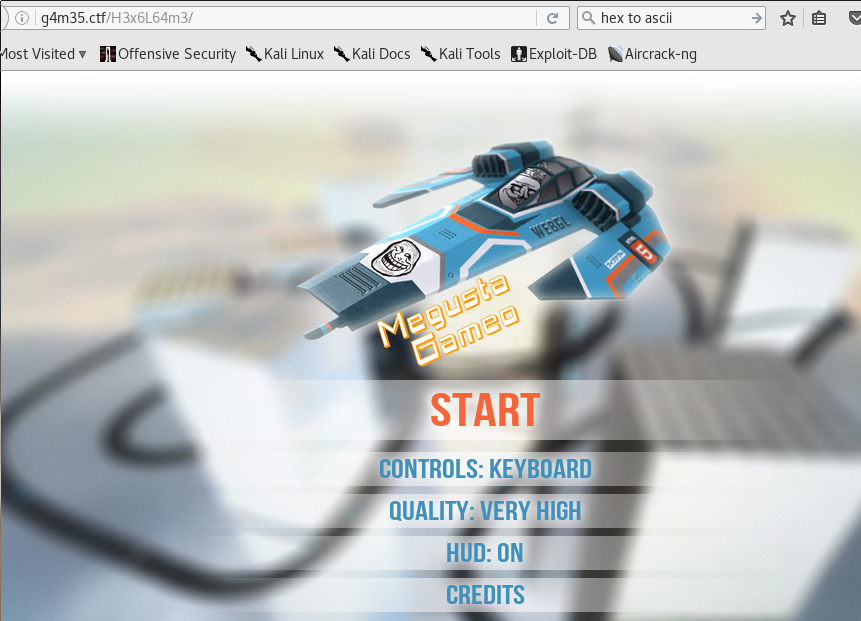 g4m35.ctf/H3x6L64m3/
hex to ascii
Most Visited
Offensive Security
Kali Linux
Kali Docs
Kali Tools
Exploit-DB
Aircrack-ng
WEBGL
5
Megusta
Gameo
START
CONTROLS: KEYBOARD
QUALITY: VERY HIGH
HUD: ON
CREDITS